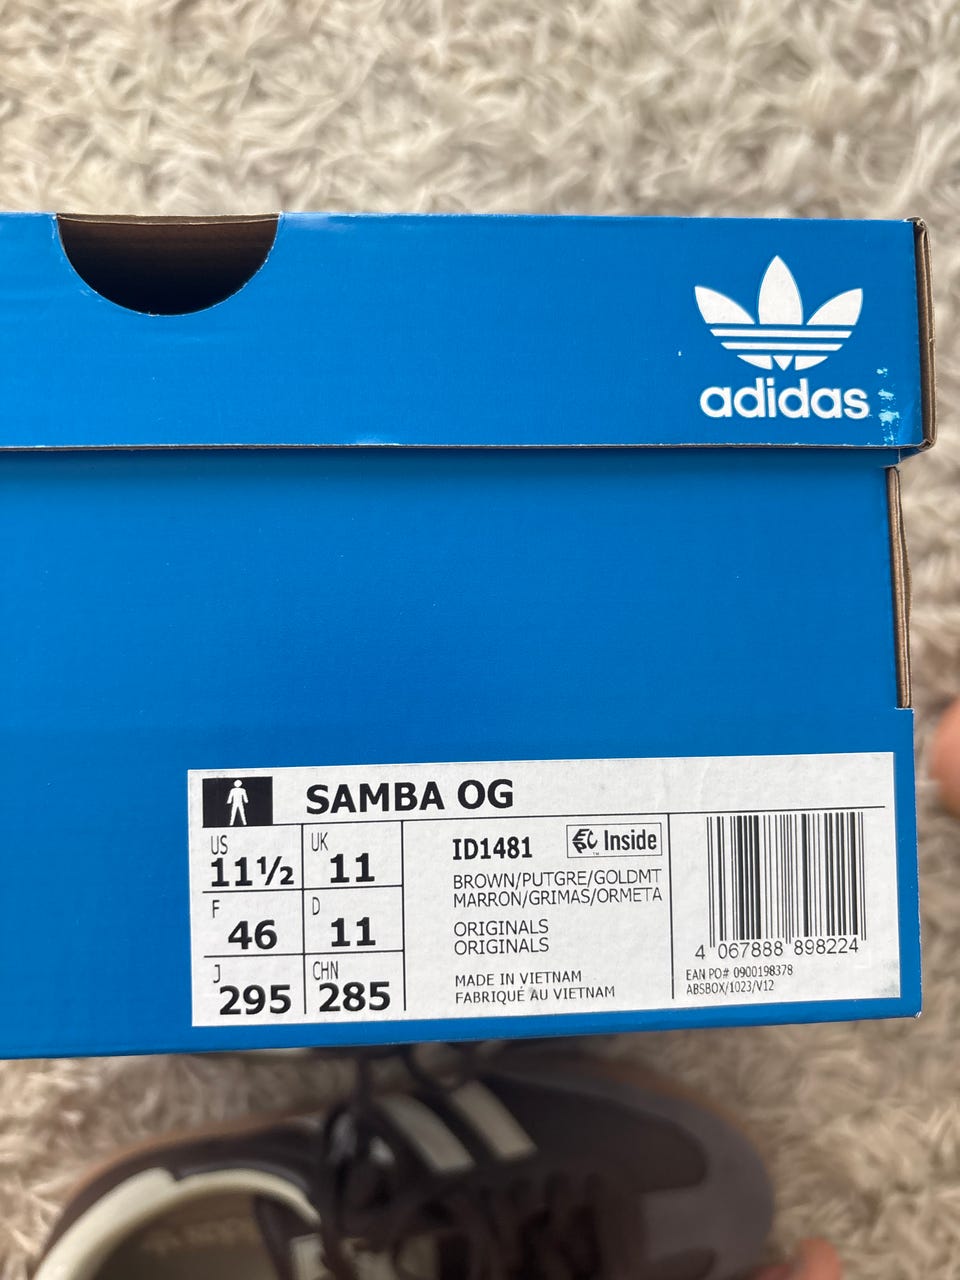 adidas
SAMBA OG
US
11½
UK
11
F
46
D
11
J
295
CHN
285
ID1481
Inside
™
BROWN/PUTGRE/GOLDMT
MARRON/GRIMAS/ORMETA
ORIGINALS
ORIGINALS
MADE IN VIETNAM
FABRIQUÉ AU VIETNAM
4 067888 898224
EAN PO# 0900198378
ABSBOX/1023/V12